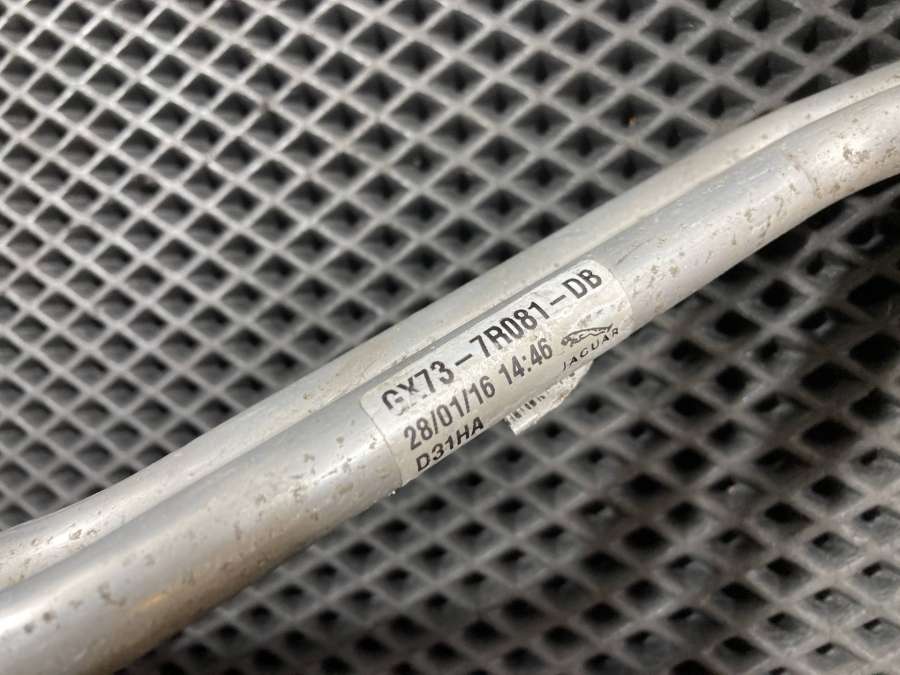 GX73-7R081-DB
28/01/16 14:46
JAGUAR
D31HA